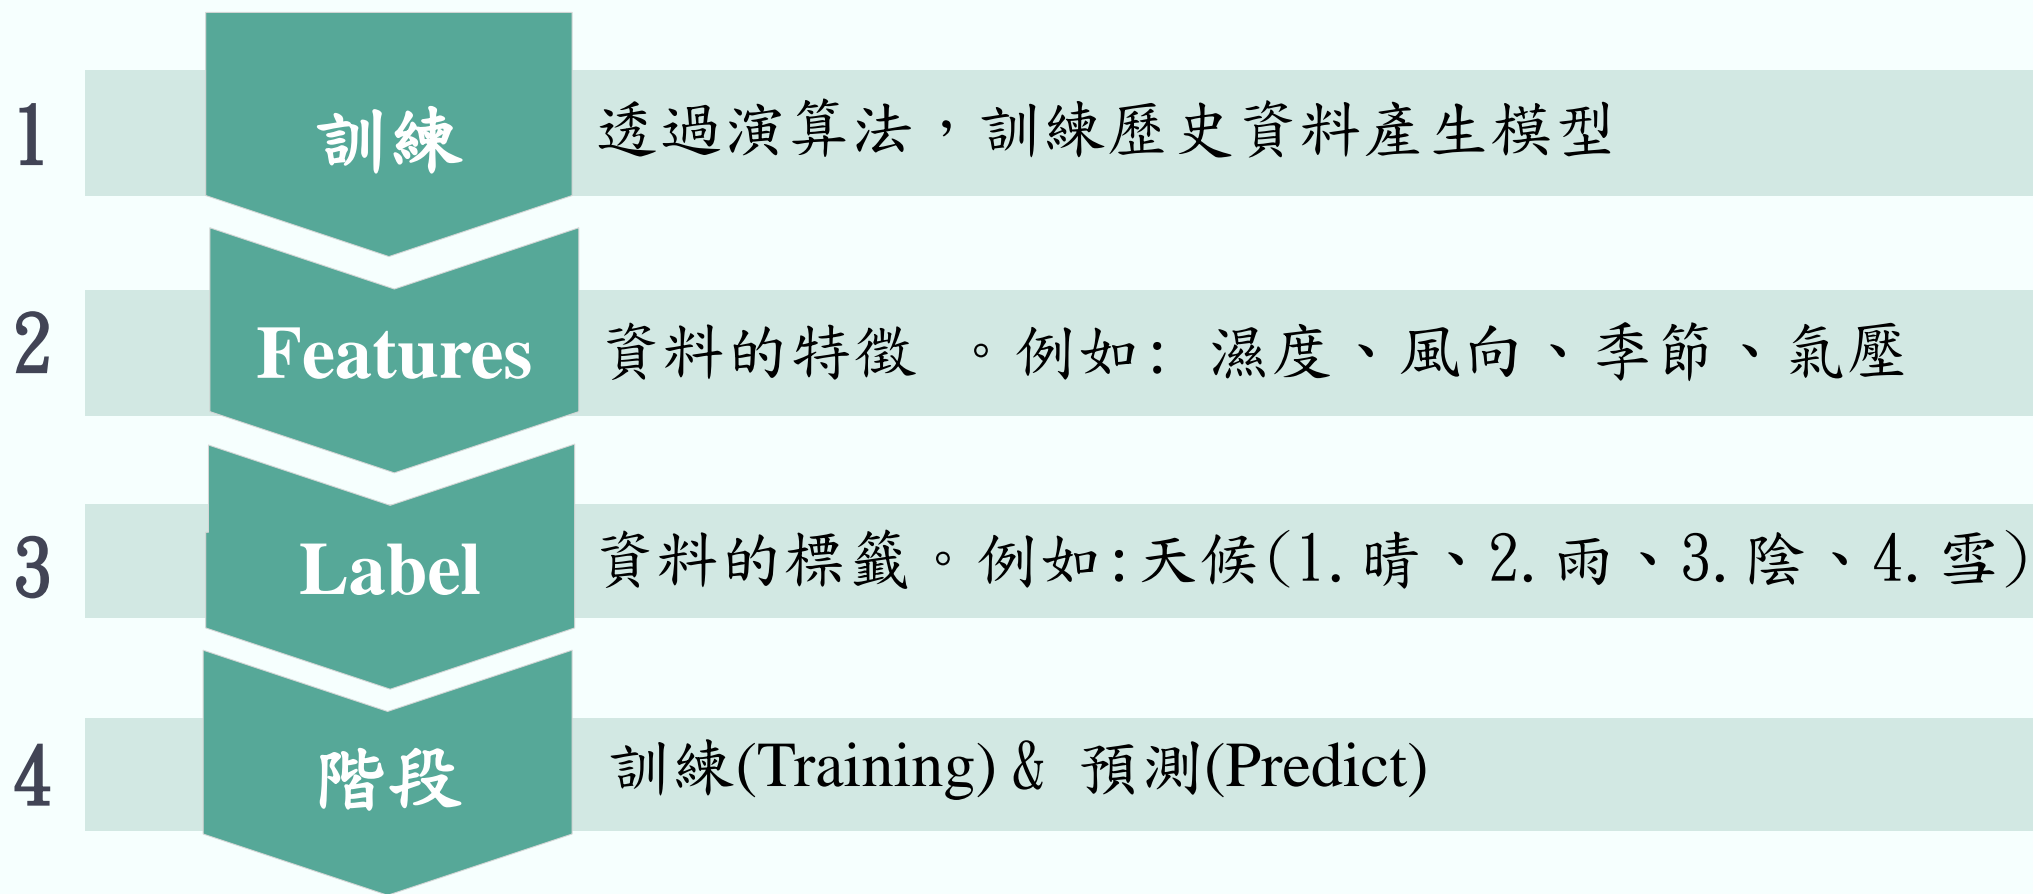 1 訓練 透過演算法，訓練歷史資料產生模型
2 Features 資料的特徵 。例如: 濕度、風向、季節、氣壓
3 Label 資料的標籤。例如:天候(1.晴、2.雨、3.陰、4.雪)
4 階段 訓練(Training)& 預測(Predict)